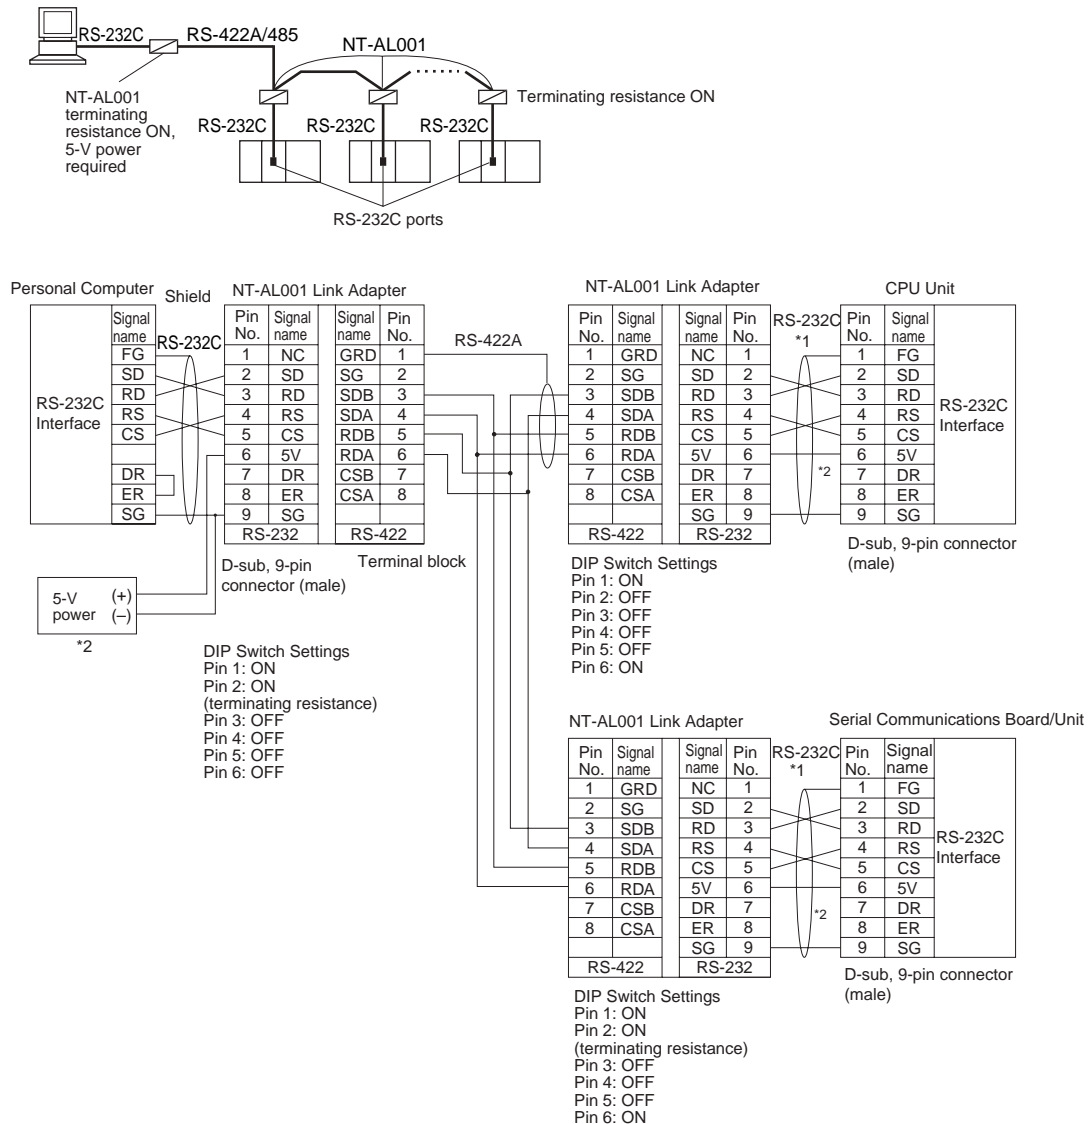 RS-232C RS-422A/485
NT-AL001
Terminating resistance ON
NT-AL001
terminating
resistance ON,
5-V power
required
RS-232C RS-232C RS-232C
RS-232C ports
Personal Computer
Shield
NT-AL001 Link Adapter
Signal name
RS-232C Interface
FG
SD
RD
RS
CS
DR
ER
SG
RS-232C
Pin No. Signal name Signal name Pin No.
1 NC GRD 1
2 SD SG 2
3 RD SDB 3
4 RS SDA 4
5 CS RDB 5
6 5V RDA 6
7 DR CSB 7
8 ER CSA 8
9 SG
RS-232 RS-422
D-sub, 9-pin
connector (male)
Terminal block
5-V
power
(+)
(–)
*2
DIP Switch Settings
Pin 1: ON
Pin 2: ON
(terminating resistance)
Pin 3: OFF
Pin 4: OFF
Pin 5: OFF
Pin 6: OFF
RS-422A
NT-AL001 Link Adapter
Pin No. Signal name Signal name Pin No.
1 GRD NC 1
2 SG SD 2
3 SDB RD 3
4 SDA RS 4
5 RDB CS 5
6 RDA 5V 6
7 CSB DR 7
8 CSA ER 8
SG 9
RS-422 RS-232
RS-232C
*1
*2
CPU Unit
Pin No. Signal name
1 FG
2 SD
3 RD
4 RS
5 CS
6 5V
7 DR
8 ER
9 SG
RS-232C
Interface
D-sub, 9-pin connector
(male)
DIP Switch Settings
Pin 1: ON
Pin 2: OFF
Pin 3: OFF
Pin 4: OFF
Pin 5: OFF
Pin 6: ON
NT-AL001 Link Adapter
Pin No. Signal name Signal name Pin No.
1 GRD NC 1
2 SG SD 2
3 SDB RD 3
4 SDA RS 4
5 RDB CS 5
6 RDA 5V 6
7 CSB DR 7
8 CSA ER 8
SG 9
RS-422 RS-232
RS-232C
*1
*2
Serial Communications Board/Unit
Pin No. Signal name
1 FG
2 SD
3 RD
4 RS
5 CS
6 5V
7 DR
8 ER
9 SG
RS-232C
Interface
D-sub, 9-pin connector
(male)
DIP Switch Settings
Pin 1: ON
Pin 2: ON
(terminating resistance)
Pin 3: OFF
Pin 4: OFF
Pin 5: OFF
Pin 6: ON